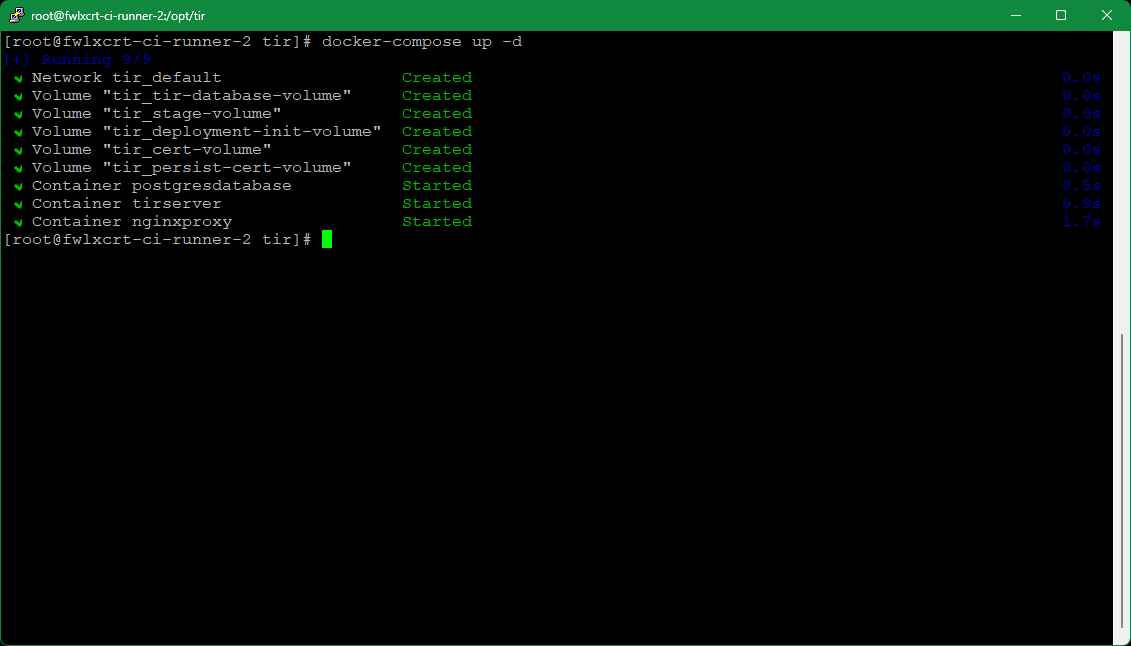 root@fwlxcrt-ci-runner-2:/opt/tir
[root@fwlxcrt-ci-runner-2 tir]# docker-compose up -d
[+] Running 9/9
✔ Network tir_default Created 0.0s
✔ Volume "tir_tir-database-volume" Created 0.0s
✔ Volume "tir_stage-volume" Created 0.0s
✔ Volume "tir_deployment-init-volume" Created 0.0s
✔ Volume "tir_cert-volume" Created 0.0s
✔ Volume "tir_persist-cert-volume" Created 0.0s
✔ Container postgresdatabase Started 0.5s
✔ Container tirserver Started 0.9s
✔ Container nginxproxy Started 1.7s
[root@fwlxcrt-ci-runner-2 tir]#